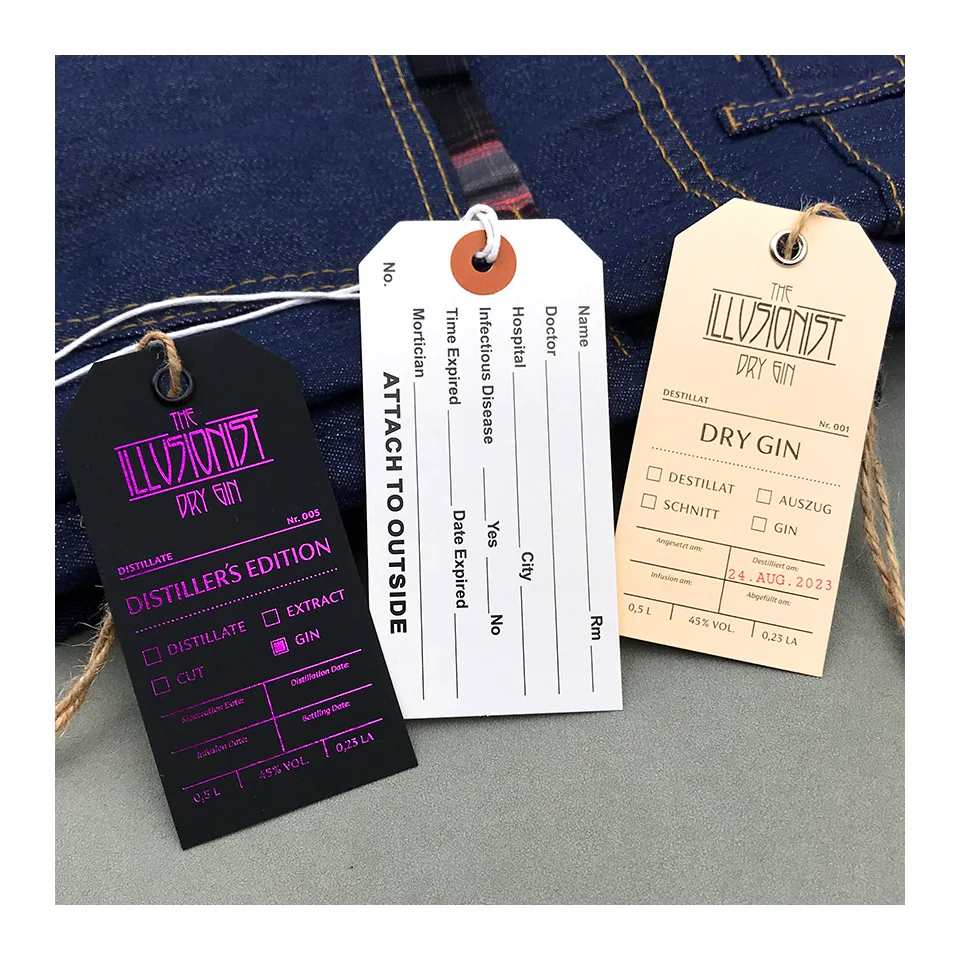 THE
ILLUSIONIST
DRY GIN
Nr. 005
DISTILLATE
DISTILLER'S EDITION
DISTILLATE
EXTRACT
CUT
GIN
Maturation Date:
Distillation Date:
Infusion Date:
Bottling Date:
0,5 L
45% VOL.
0,23 LA
Name
Rm
Doctor
Hospital
City
Infectious Disease
Yes
No
Time Expired
Date Expired
Mortician
ATTACH TO OUTSIDE
No.
THE
ILLUSIONIST
DRY GIN
DESTILLAT
Nr. 001
DRY GIN
DESTILLAT
AUSZUG
SCHNITT
GIN
Angesetzt am:
Destilliert am:
24.AUG.2023
Infusion am:
Abgefüllt am:
0,5 L
45% VOL.
0,23 LA